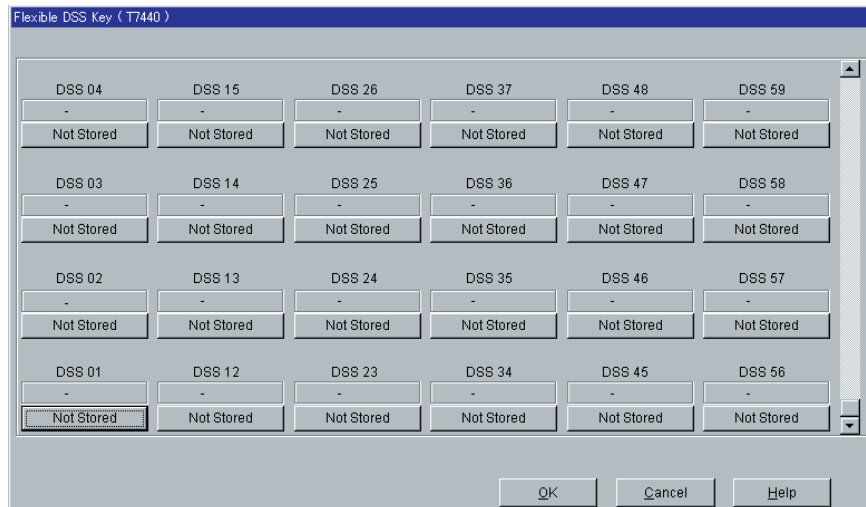 Flexible DSS Key ( T7440 )
DSS 04 DSS 15 DSS 26 DSS 37 DSS 48 DSS 59
- - - - - -
Not Stored Not Stored Not Stored Not Stored Not Stored Not Stored
DSS 03 DSS 14 DSS 25 DSS 36 DSS 47 DSS 58
- - - - - -
Not Stored Not Stored Not Stored Not Stored Not Stored Not Stored
DSS 02 DSS 13 DSS 24 DSS 35 DSS 46 DSS 57
- - - - - -
Not Stored Not Stored Not Stored Not Stored Not Stored Not Stored
DSS 01 DSS 12 DSS 23 DSS 34 DSS 45 DSS 56
- - - - - -
Not Stored Not Stored Not Stored Not Stored Not Stored Not Stored
OK Cancel Help